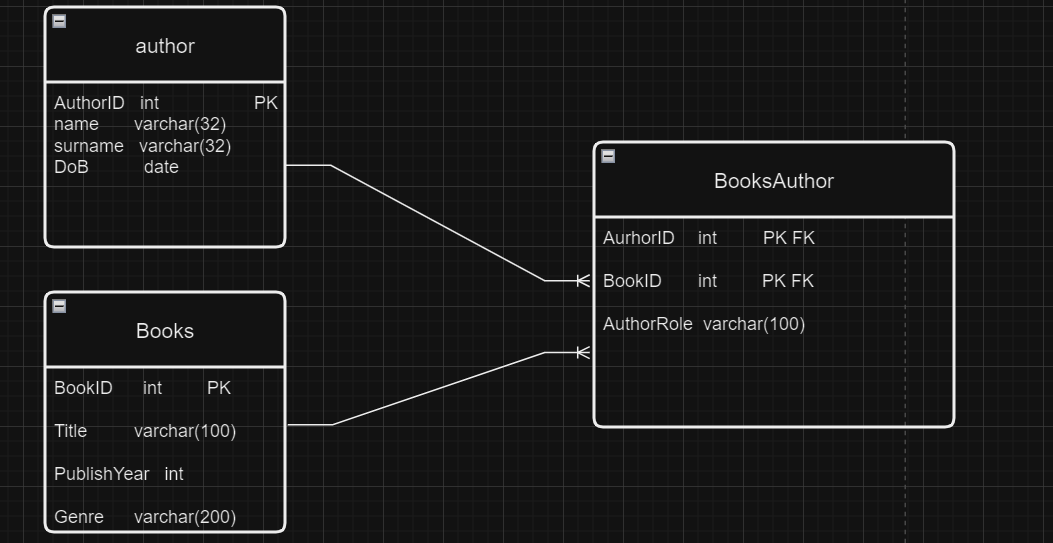 author
AuthorID int PK
name varchar(32)
surname varchar(32)
DoB date
Books
BookID int PK
Title varchar(100)
PublishYear int
Genre varchar(200)
BooksAuthor
AurhorID int PK FK
BookID int PK FK
AuthorRole varchar(100)